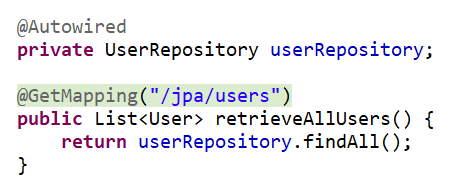 @Autowired
private UserRepository userRepository;
@GetMapping("/jpa/users")
public List<User> retrieveAllUsers() {
return userRepository.findAll();
}